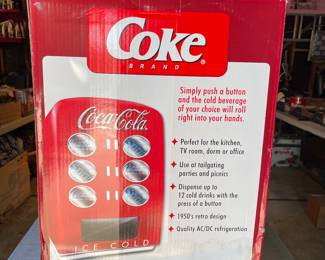 Coke
BRAND
Simply push a button
and the cold beverage
of your choice will roll
right into your hands.
Coca-Cola
Perfect for the kitchen,
TV room, dorm or office
Use at tailgating
parties and picnics
Dispense up to
12 cold drinks with the
press of a button
1950's retro design
Quality AC/DC refrigeration
ICE COLD